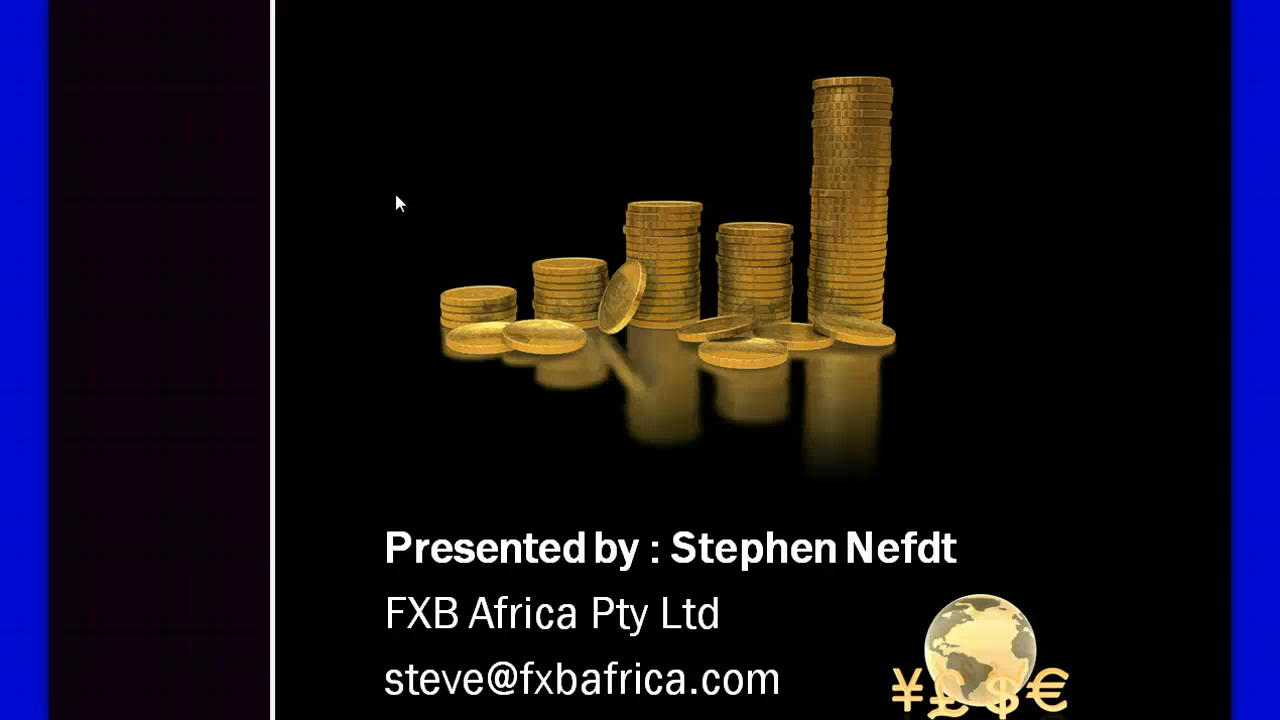 Presented by : Stephen Nefdt
FXB Africa Pty Ltd
steve@fxbafrica.com
¥£$€